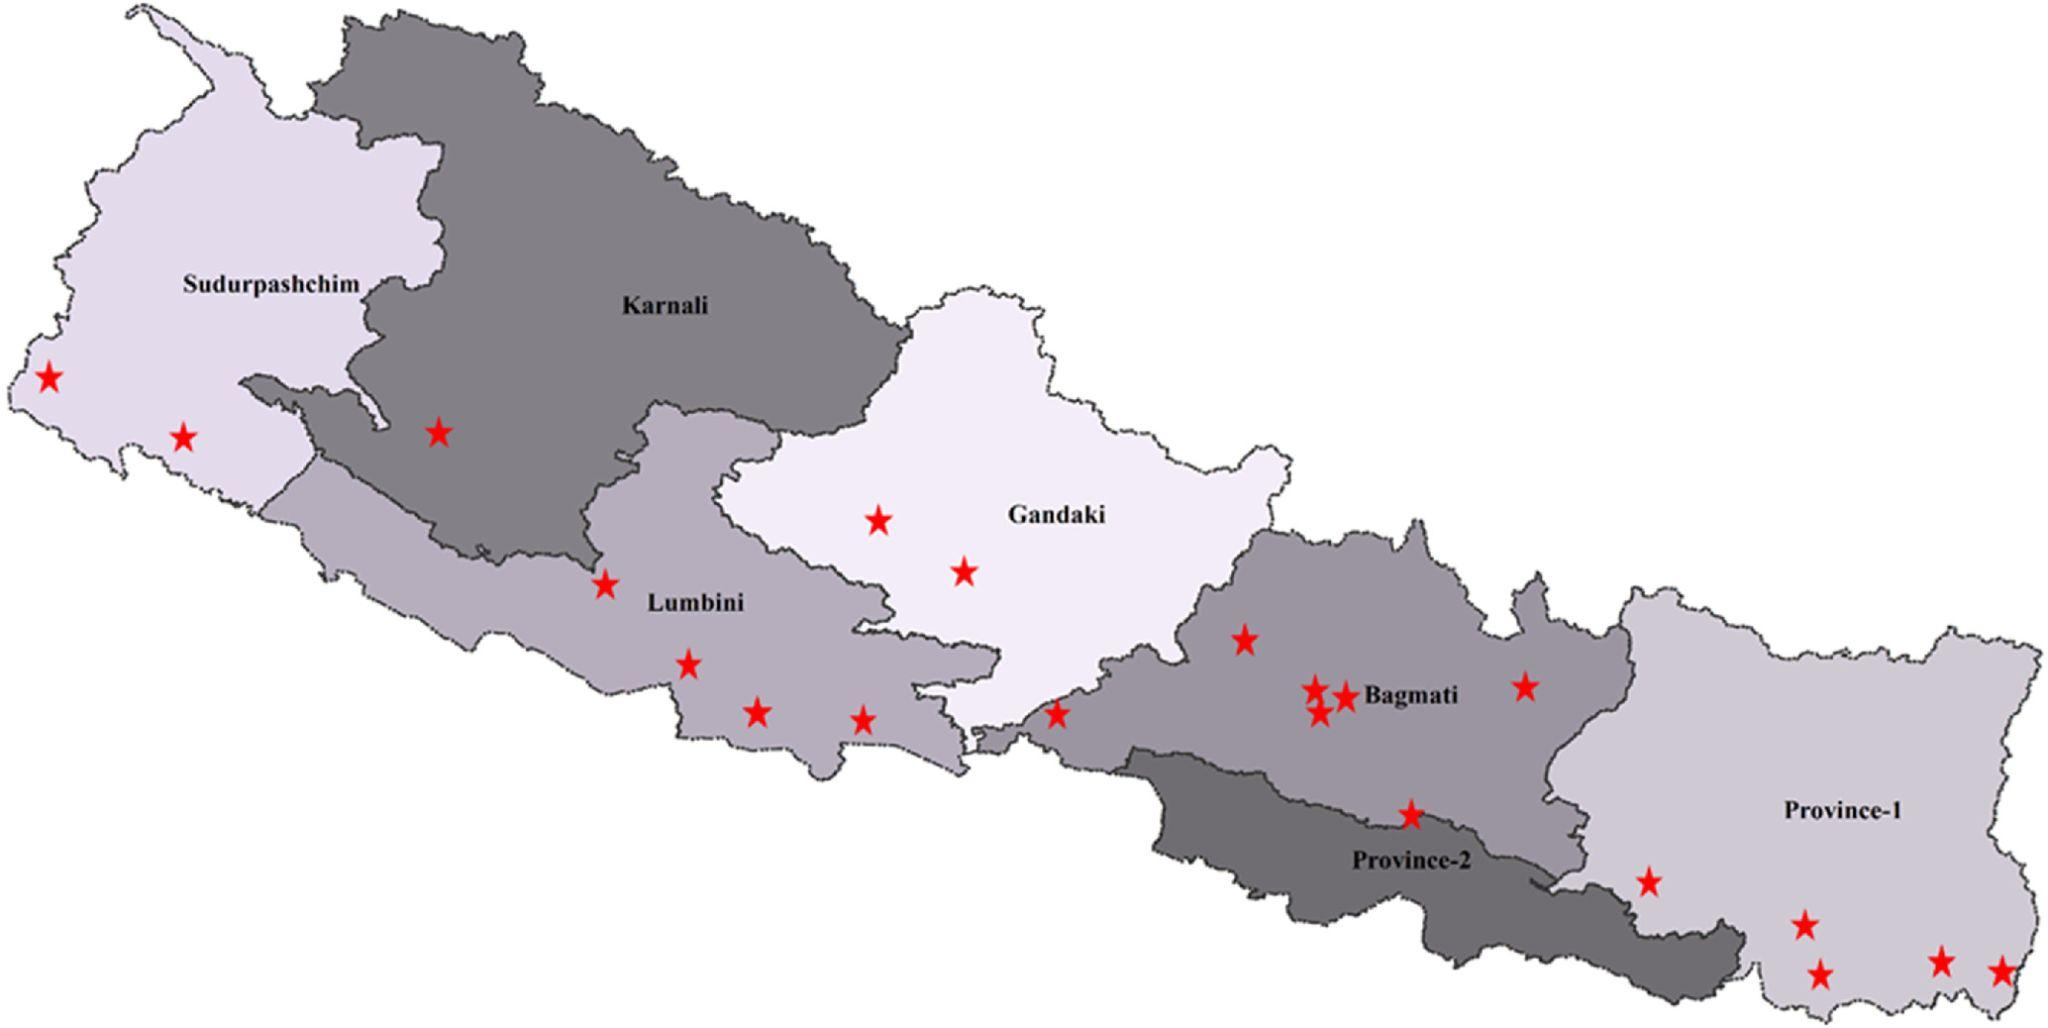 Sudurpashchim
Karnali
Gandaki
Lumbini
Bagmati
Province-1
Province-2